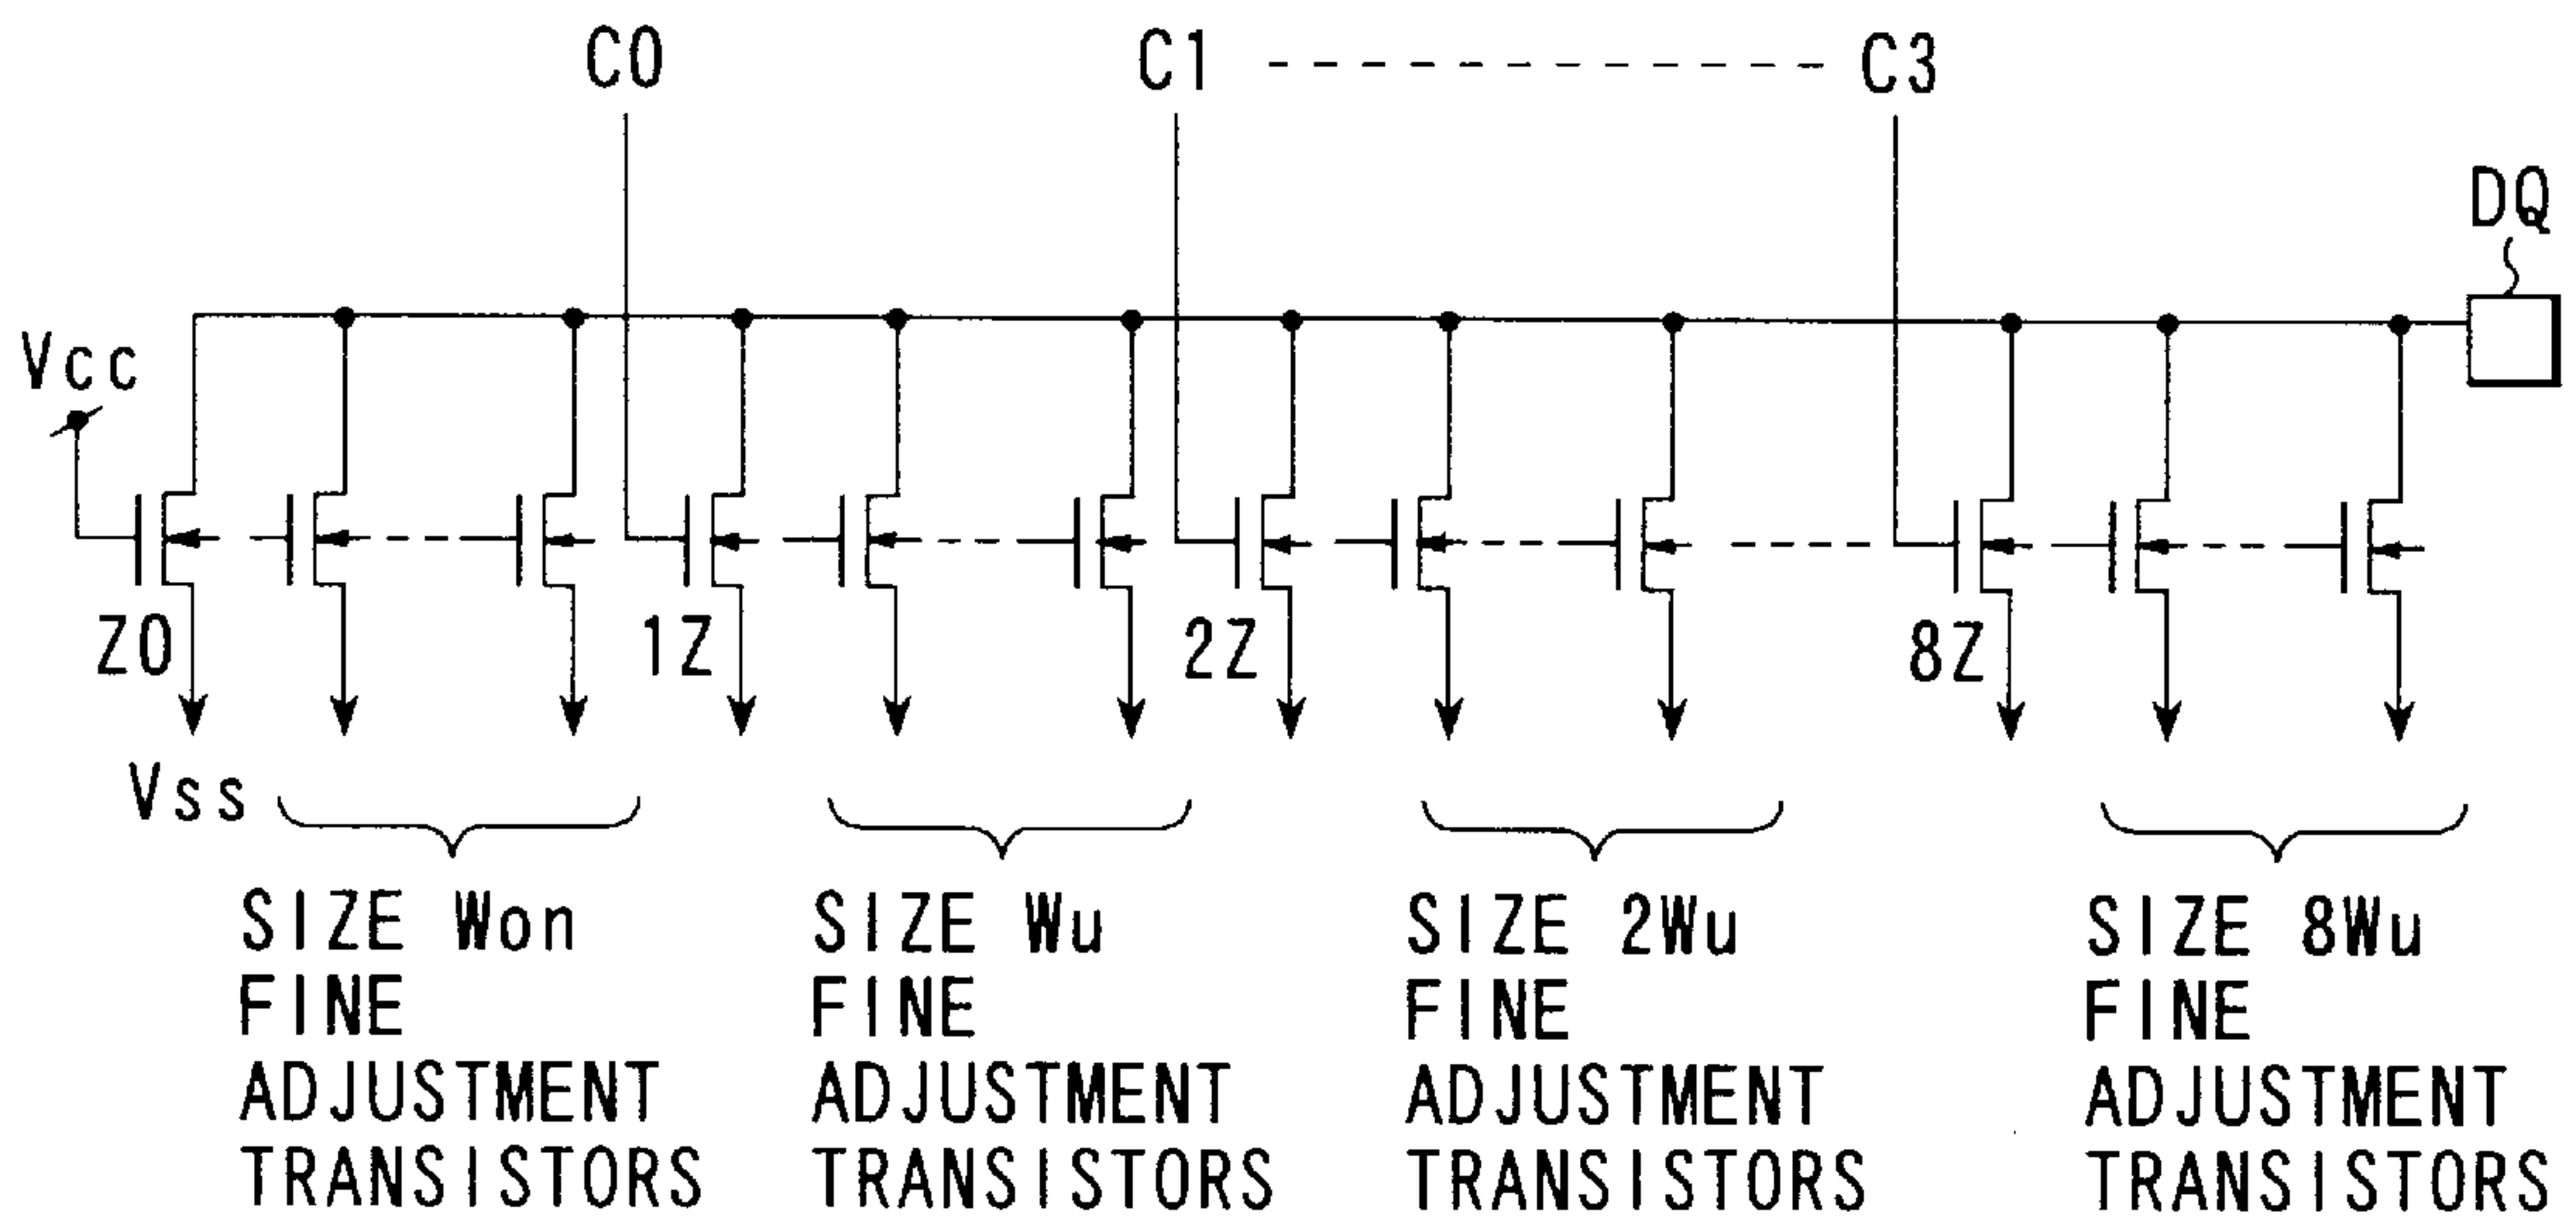 C0
C1
C3
DQ
Vcc
Z0
1Z
2Z
8Z
Vss
SIZE Won
FINE
ADJUSTMENT
TRANSISTORS
SIZE Wu
FINE
ADJUSTMENT
TRANSISTORS
SIZE 2Wu
FINE
ADJUSTMENT
TRANSISTORS
SIZE 8Wu
FINE
ADJUSTMENT
TRANSISTORS